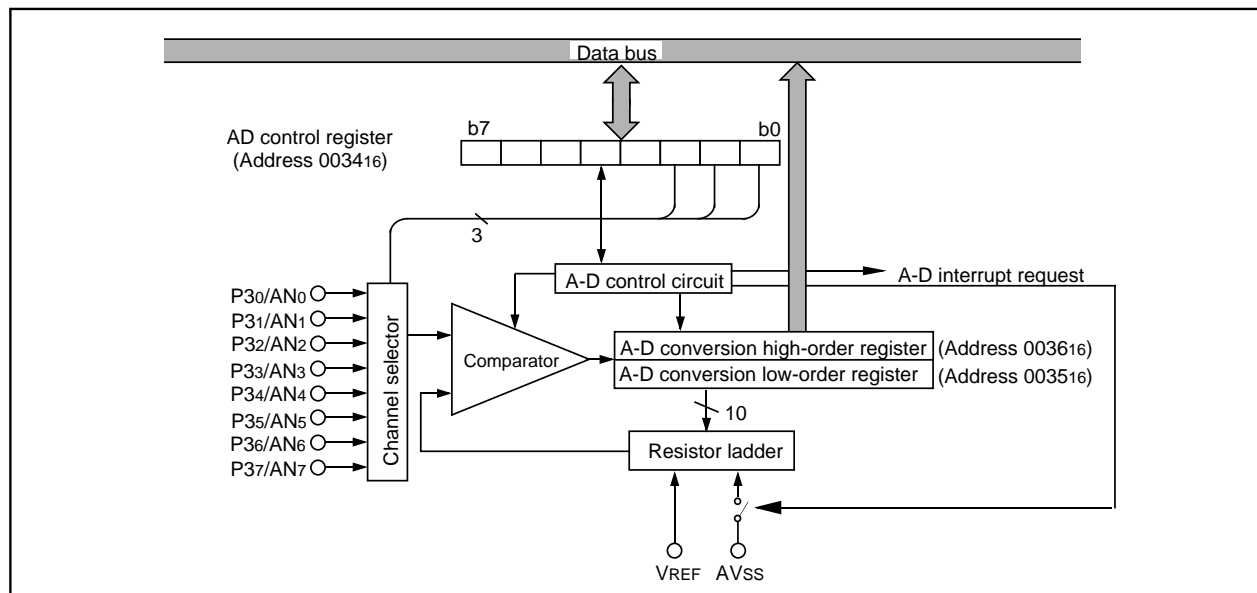 Data bus
b7 b0
AD control register
(Address 003416)
3
A-D control circuit
A-D interrupt request
P30/AN0
P31/AN1
P32/AN2
P33/AN3
P34/AN4
P35/AN5
P36/AN6
P37/AN7
Channel selector
Comparator
A-D conversion high-order register (Address 003616)
A-D conversion low-order register (Address 003516)
10
Resistor ladder
VREF AVSS